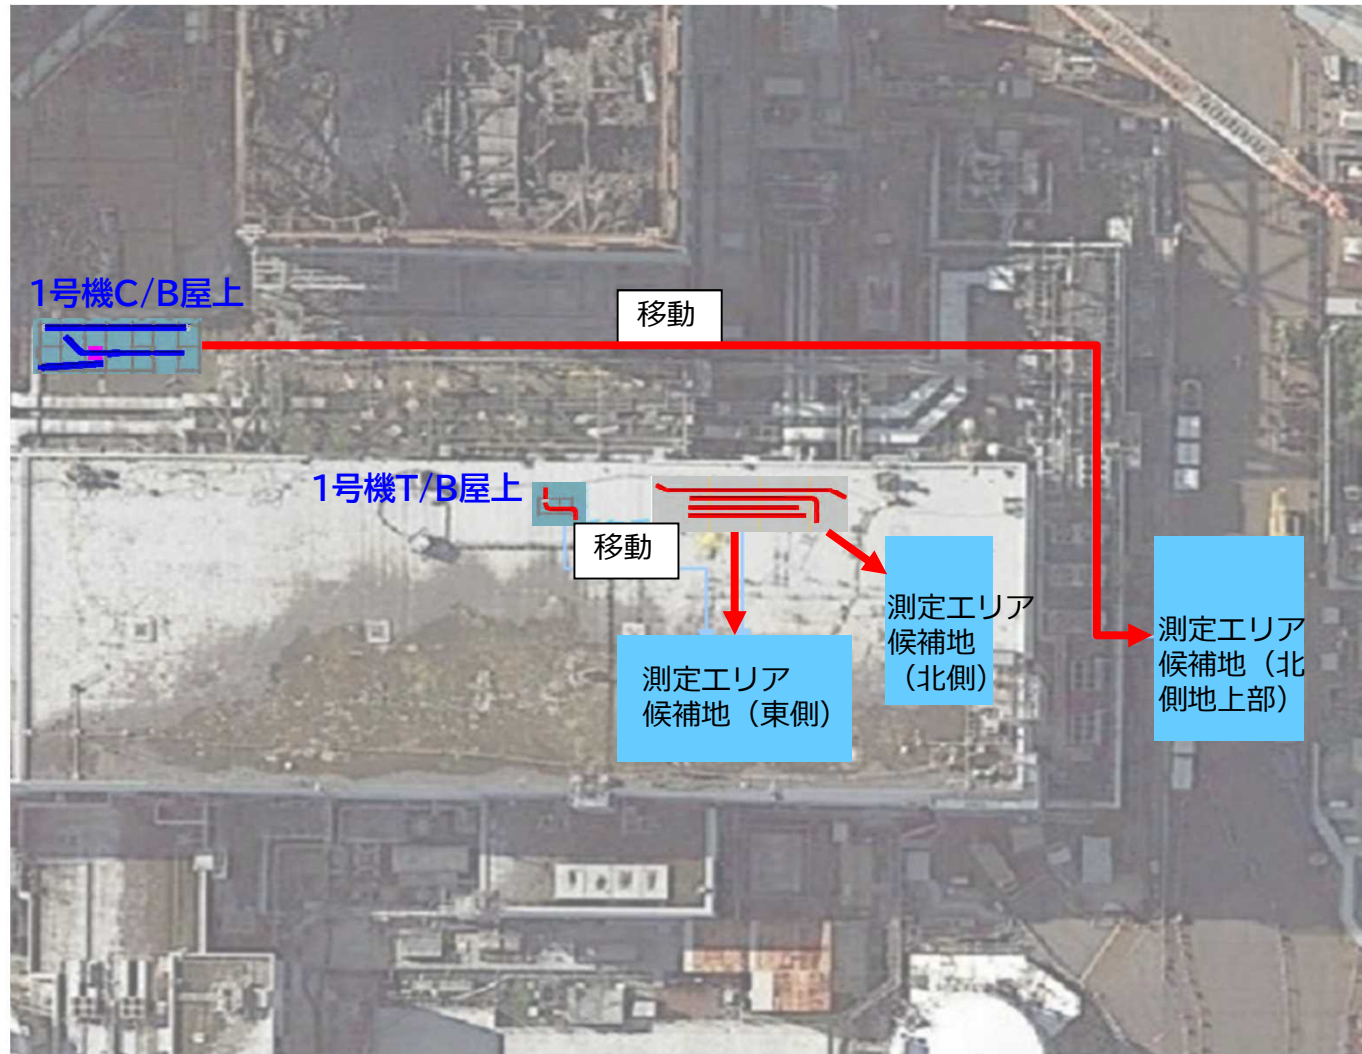 1号機C/B屋上
移動
1号機T/B屋上
移動
測定エリア
候補地
（北側）
測定エリア
候補地（北
側地上部）
測定エリア
候補地（東側）